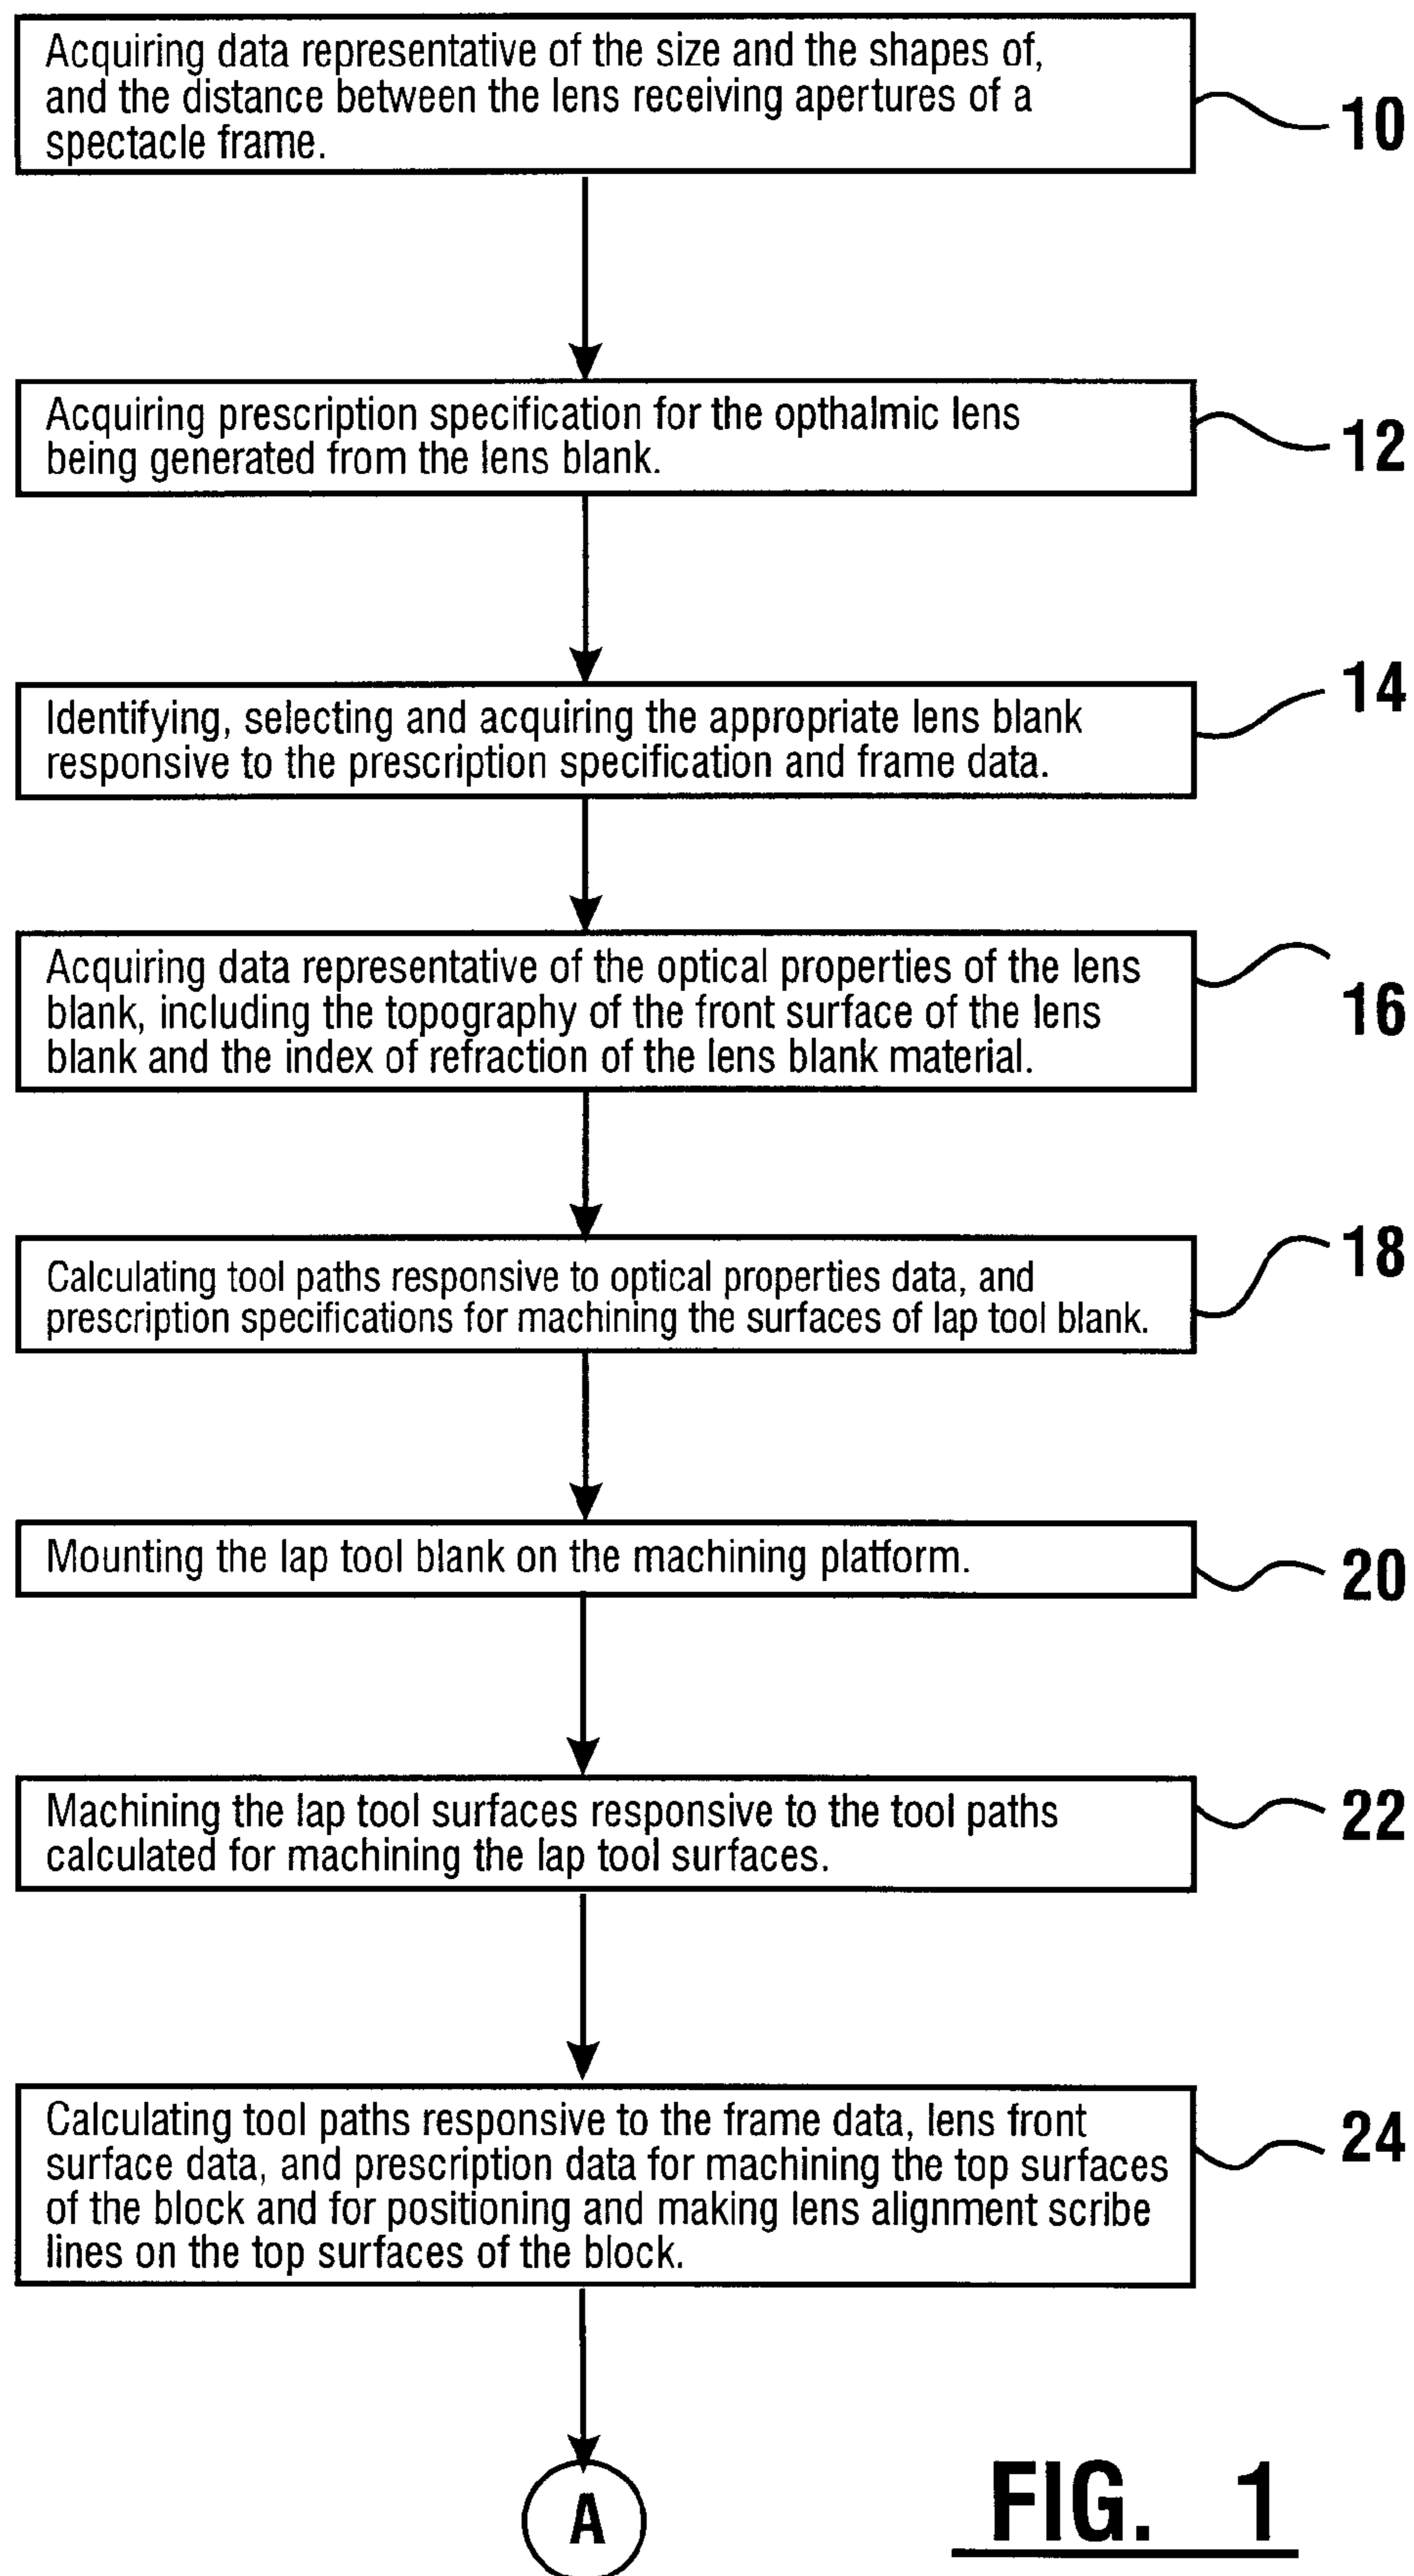 Acquiring data representative of the size and the shapes of,
and the distance between the lens receiving apertures of a
spectacle frame.
10
Acquiring prescription specification for the opthalmic lens
being generated from the lens blank.
12
Identifying, selecting and acquiring the appropriate lens blank
responsive to the prescription specification and frame data.
14
Acquiring data representative of the optical properties of the lens
blank, including the topography of the front surface of the lens
blank and the index of refraction of the lens blank material.
16
Calculating tool paths responsive to optical properties data, and
prescription specifications for machining the surfaces of lap tool blank.
18
Mounting the lap tool blank on the machining platform.
20
Machining the lap tool surfaces responsive to the tool paths
calculated for machining the lap tool surfaces.
22
Calculating tool paths responsive to the frame data, lens front
surface data, and prescription data for machining the top surfaces
of the block and for positioning and making lens alignment scribe
lines on the top surfaces of the block.
24
A
FIG. 1